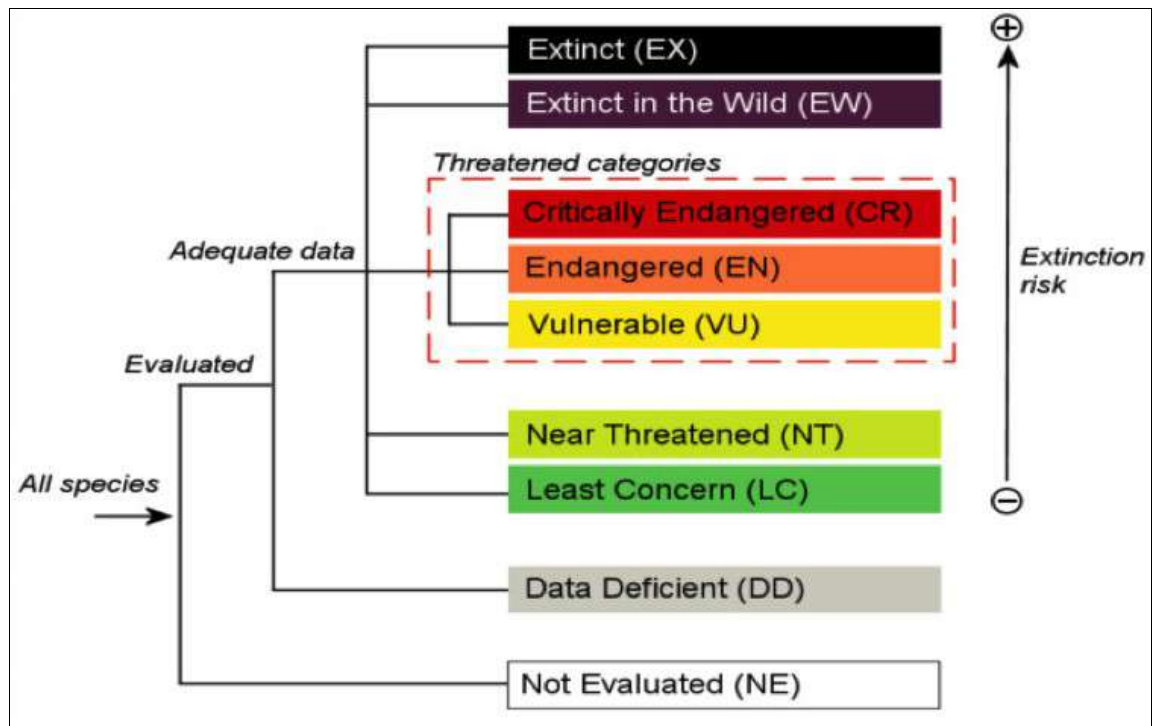 Extinct (EX)
Extinct in the Wild (EW)
Threatened categories
Critically Endangered (CR)
Adequate data
Endangered (EN)
Extinction
risk
Vulnerable (VU)
Evaluated
Near Threatened (NT)
All species
Least Concern (LC)
Data Deficient (DD)
Not Evaluated (NE)